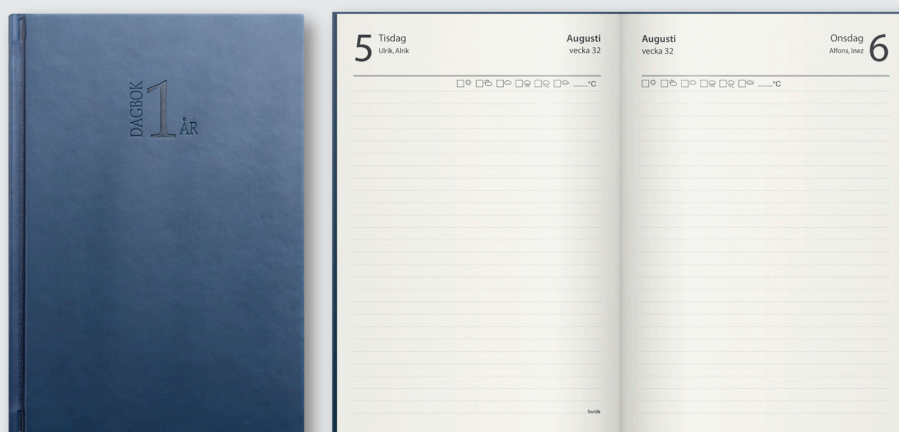 DAGBOK 1 ÅR
5 Tisdag
Ulrik, Alrik
Augusti
vecka 32
........°C
burde
Augusti
vecka 32
Onsdag 6
Alfons, Inez
........°C